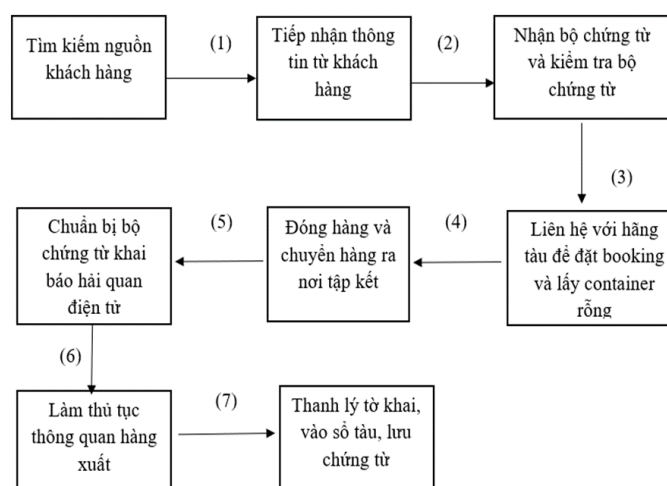 Tìm kiếm nguồn
khách hàng
(1)
Tiếp nhận thông
tin từ khách
hàng
(2)
Nhận bộ chứng từ
và kiểm tra bộ
chứng từ
(3)
Liên hệ với hãng
tàu để đặt booking
và lấy container
rỗng
(4)
Đóng hàng và
chuyển hàng ra
nơi tập kết
(5)
Chuẩn bị bộ
chứng từ khai
báo hải quan
điện tử
(6)
Làm thủ tục
thông quan hàng
xuất
(7)
Thanh lý tờ khai,
vào sổ tàu, lưu
chứng từ